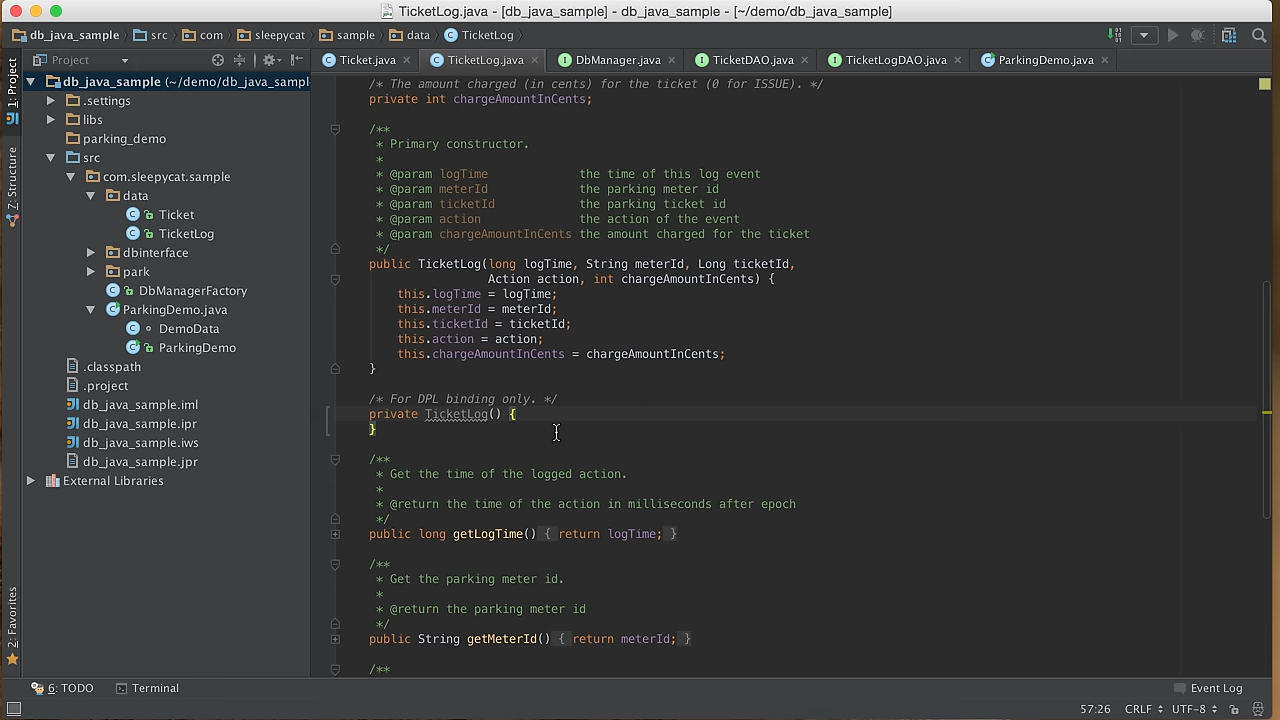 TicketLog.java - [db_java_sample] - db_java_sample - [~/demo/db_java_sample]
db_java_sample src com sleepycat sample data TicketLog
1: Project
Z: Structure
2: Favorites
Project
Ticket.java TicketLog.java DbManager.java TicketDAO.java TicketLogDAO.java ParkingDemo.java
db_java_sample (~/demo/db_java_sampl
.settings
libs
parking_demo
src
com.sleepycat.sample
data
Ticket
TicketLog
dbinterface
park
DbManagerFactory
ParkingDemo.java
DemoData
ParkingDemo
.classpath
.project
db_java_sample.iml
db_java_sample.ipr
db_java_sample.iws
db_java_sample.jpr
External Libraries
/* The amount charged (in cents) for the ticket (0 for ISSUE). */
private int chargeAmountInCents;
/**
* Primary constructor.
*
* @param logTime the time of this log event
* @param meterId the parking meter id
* @param ticketId the parking ticket id
* @param action the action of the event
* @param chargeAmountInCents the amount charged for the ticket
*/
public TicketLog(long logTime, String meterId, Long ticketId,
Action action, int chargeAmountInCents) {
this.logTime = logTime;
this.meterId = meterId;
this.ticketId = ticketId;
this.action = action;
this.chargeAmountInCents = chargeAmountInCents;
}
/* For DPL binding only. */
private TicketLog() {
}
/**
* Get the time of the logged action.
*
* @return the time of the action in milliseconds after epoch
*/
public long getLogTime() { return logTime; }
/**
* Get the parking meter id.
*
* @return the parking meter id
*/
public String getMeterId() { return meterId; }
/**
6: TODO Terminal Event Log
57:26 CRLF UTF-8